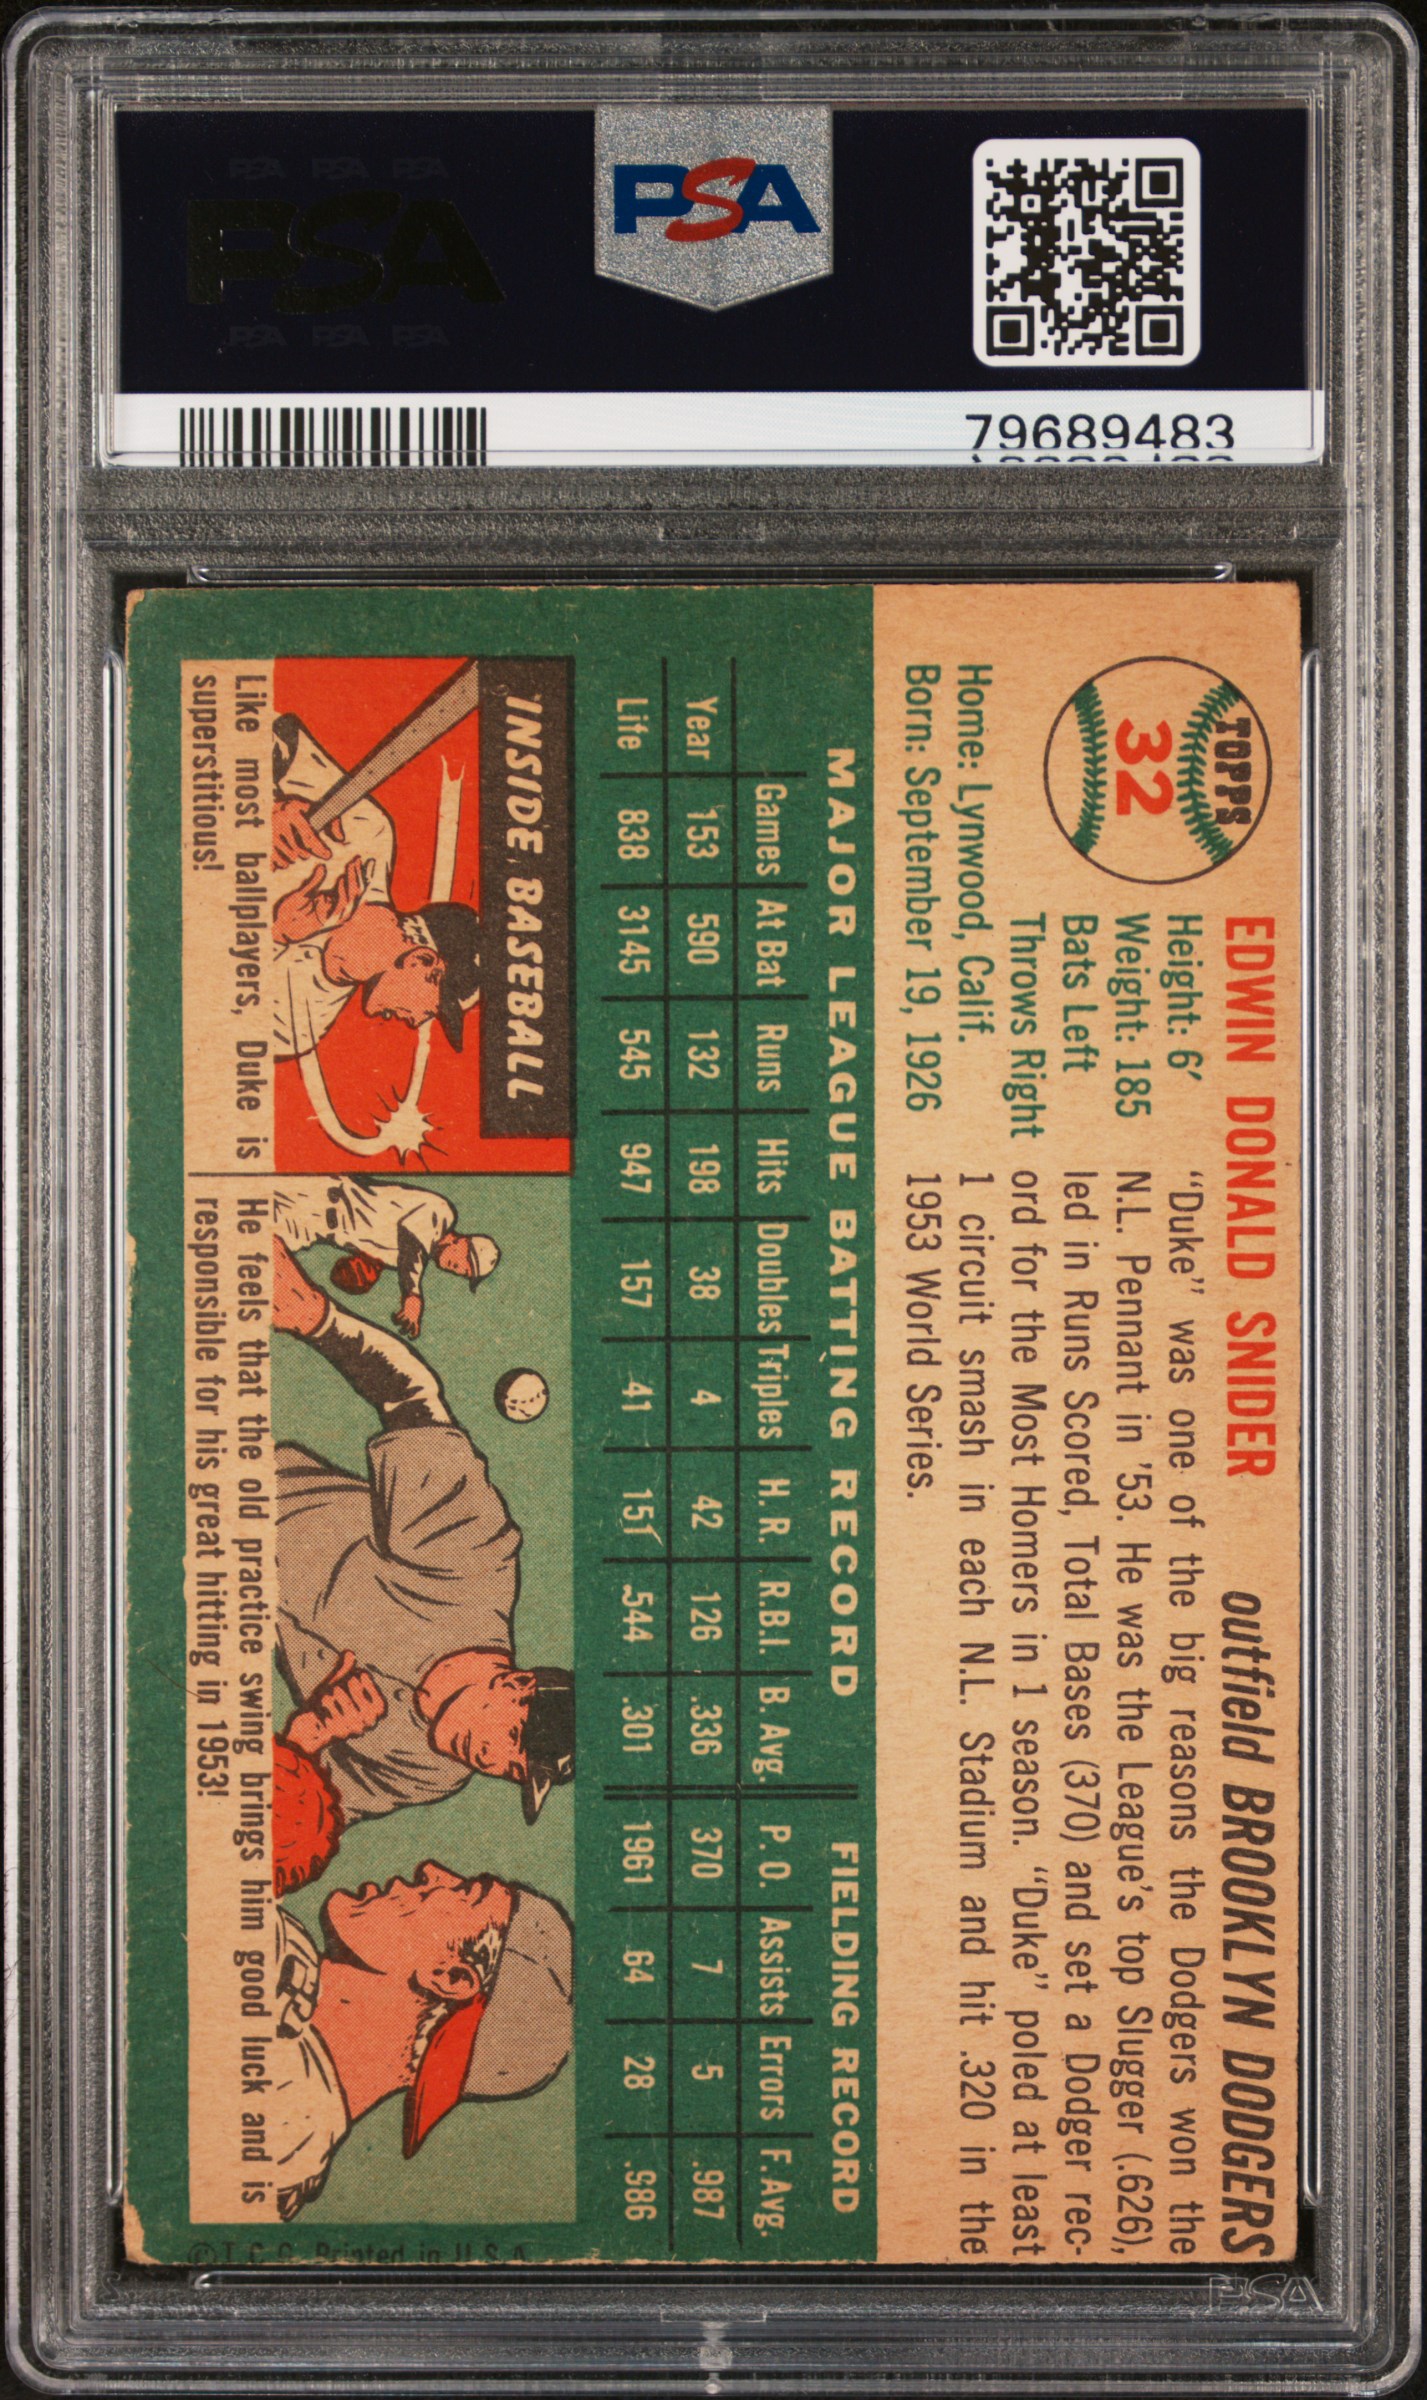 PSA PSA PSA
PSA
PSA PSA PSA
PSA
79689483
TOPPS
32
EDWIN DONALD SNIDER outfield BROOKLYN DODGERS
Height: 6′
Weight: 185
Bats Left
Throws Right
Home: Lynwood, Calif.
Born: September 19, 1926
“Duke” was one of the big reasons the Dodgers won the
N.L. Pennant in ’53. He was the League’s top Slugger (.626),
led in Runs Scored, Total Bases (370) and set a Dodger rec-
ord for the Most Homers in 1 season. “Duke” poled at least
1 circuit smash in each N.L. Stadium and hit .320 in the
1953 World Series.
MAJOR LEAGUE BATTING RECORD FIELDING RECORD
Games At Bat Runs Hits Doubles Triples H. R. R.B.I. B. Avg. P. O. Assists Errors F. Avg.
Year 153 590 132 198 38 4 42 126 .336 370 7 5 .987
Life 838 3145 545 947 157 41 151 544 .301 1961 64 28 .986
INSIDE BASEBALL
Like most ballplayers, Duke is
superstitious!
He feels that the old practice swing brings him good luck and is
responsible for his great hitting in 1953!
© T. C. G. Printed in U. S. A.
PSA